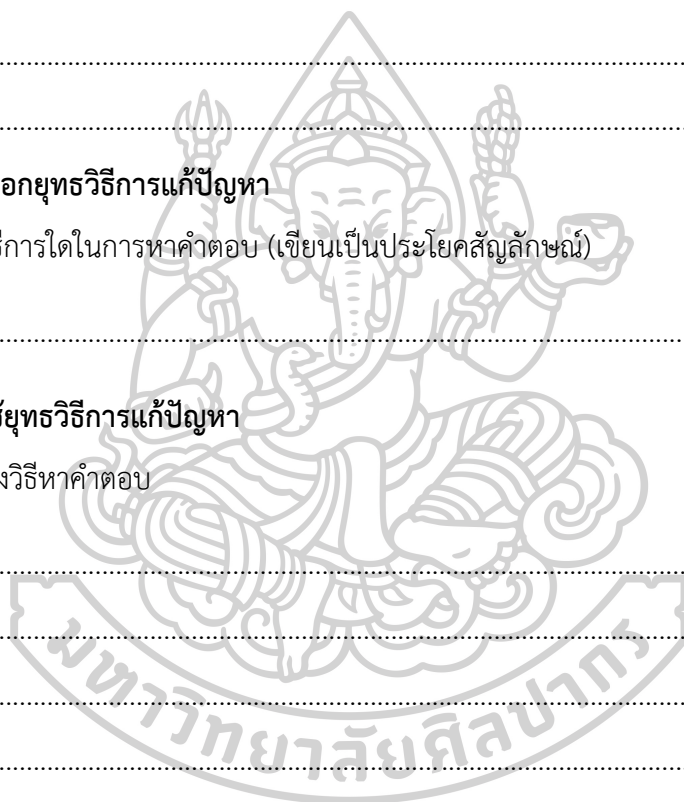 ........................................................................................................
........................................................................................................
อกยุทธวิธีการแก้ปัญหา
ธีการใดในการหาคำตอบ (เขียนเป็นประโยคสัญลักษณ์)
........................................................................................................
ช้ยุทธวิธีการแก้ปัญหา
งวิธีหาคำตอบ
........................................................................................................
........................................................................................................
........................................................................................................
........................................................................................................
มหาวิทยาลัยศิลปากร